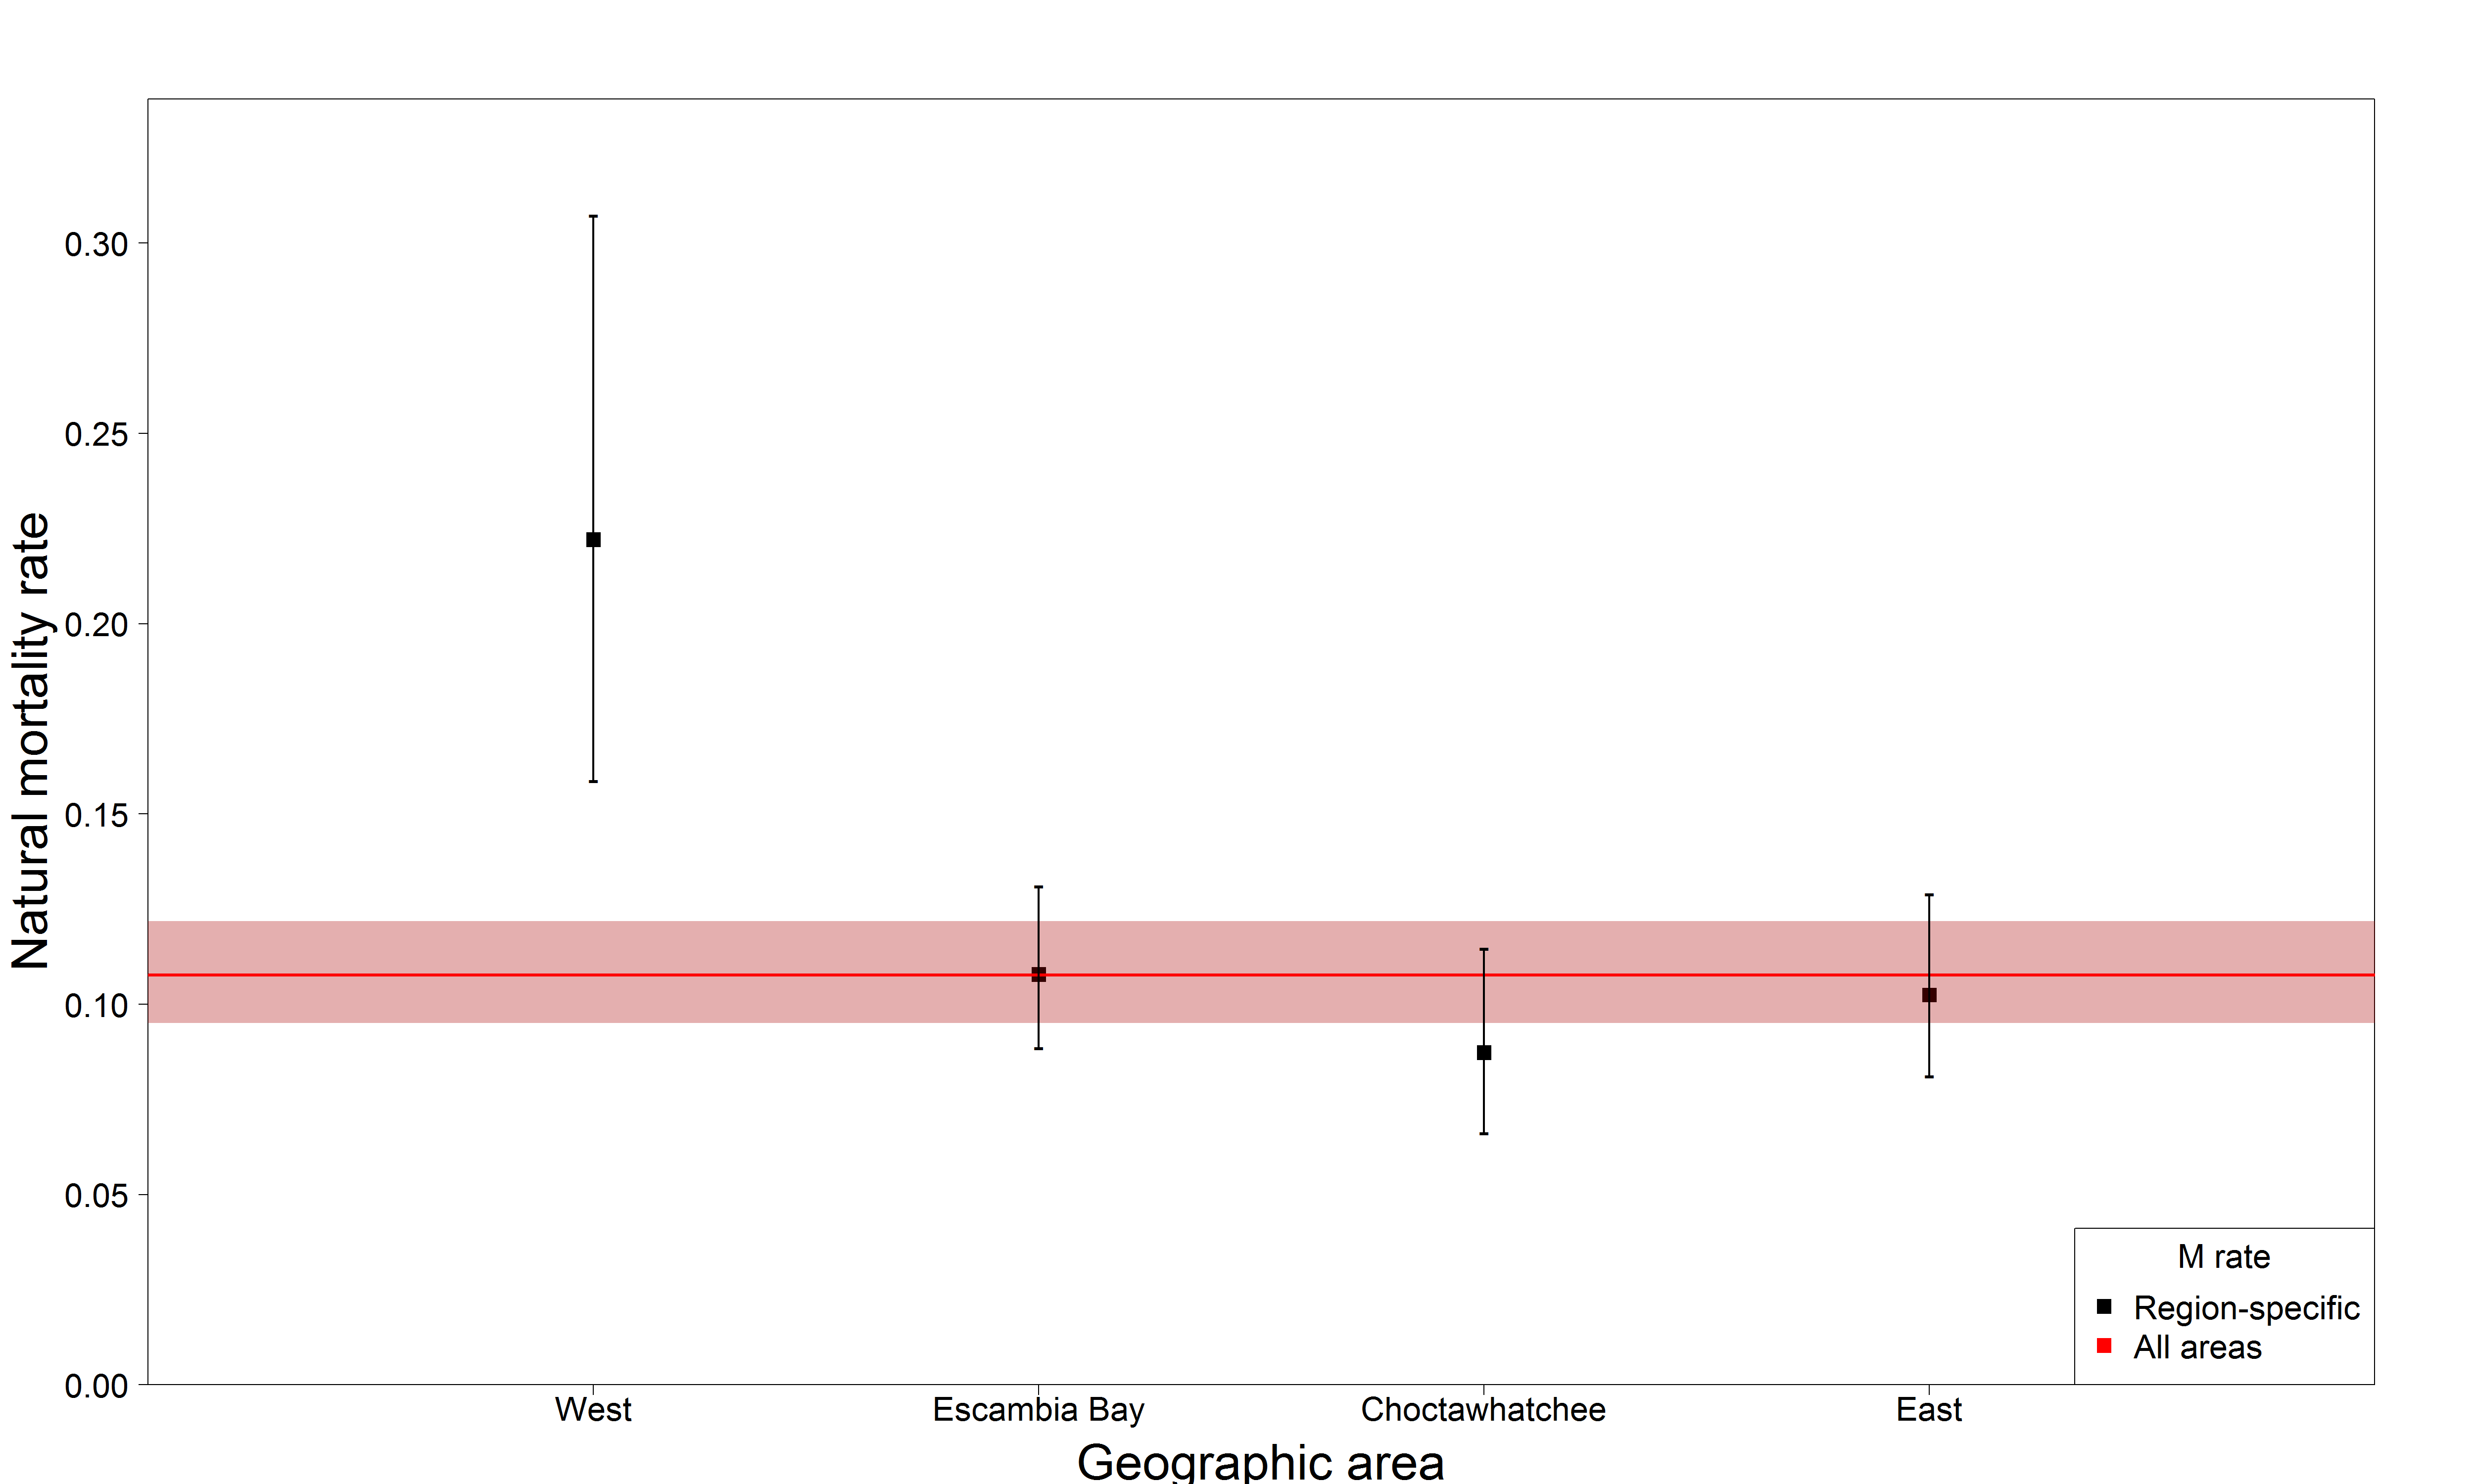 Natural mortality rate
0.30
0.25
0.20
0.15
0.10
0.05
0.00
West
Escambia Bay
Choctawhatchee
East
Geographic area
M rate
Region-specific
All areas